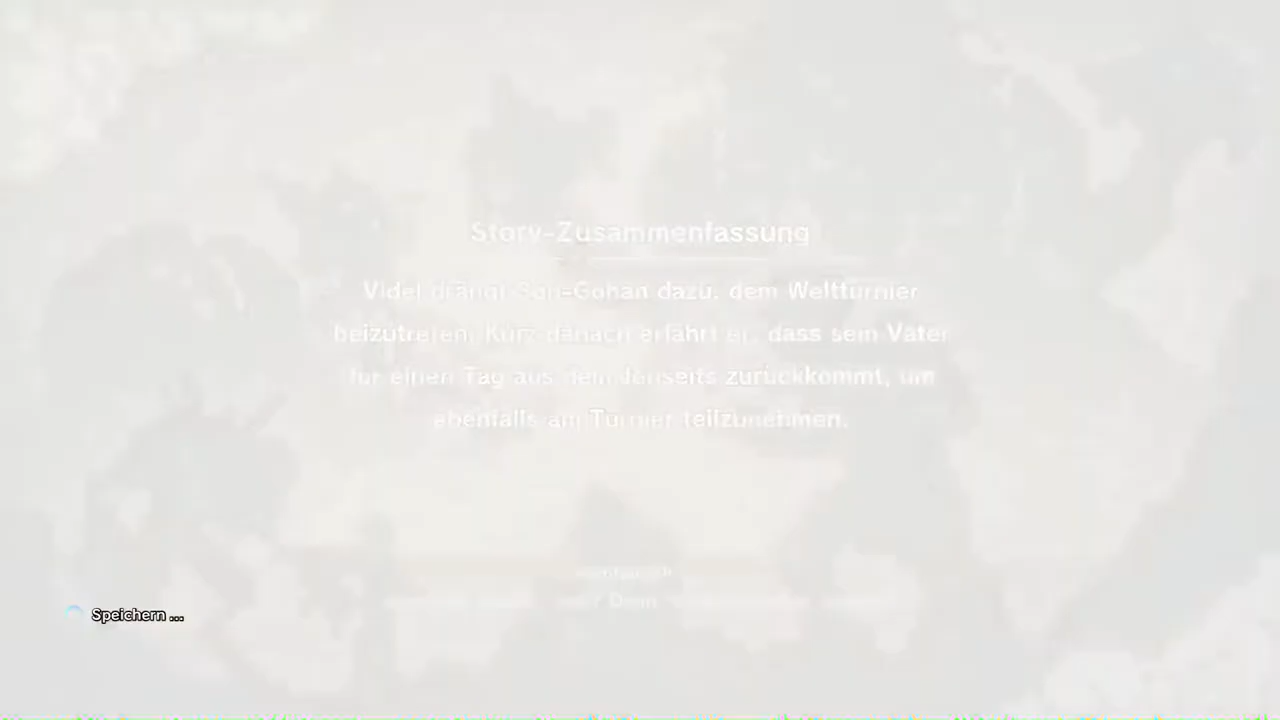 Story-Zusammenfassung
Videl drängt Son-Gohan dazu, dem Weltturnier
beizutreten. Kurz danach erfährt er, dass sein Vater
für einen Tag aus dem Jenseits zurückkommt, um
ebenfalls am Turnier teilzunehmen.
Speichern ...